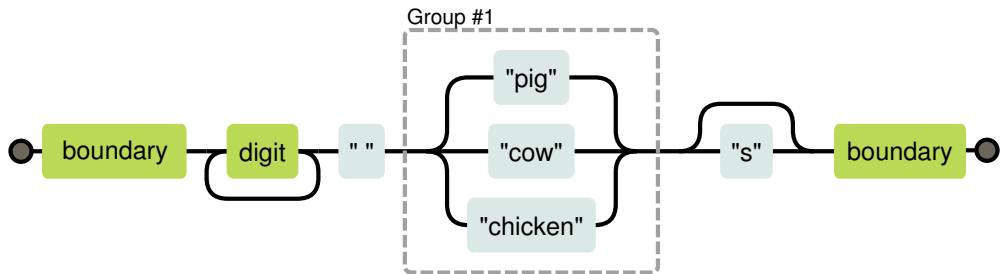 Group #1
boundary
digit
" "
"pig"
"cow"
"chicken"
"s"
boundary